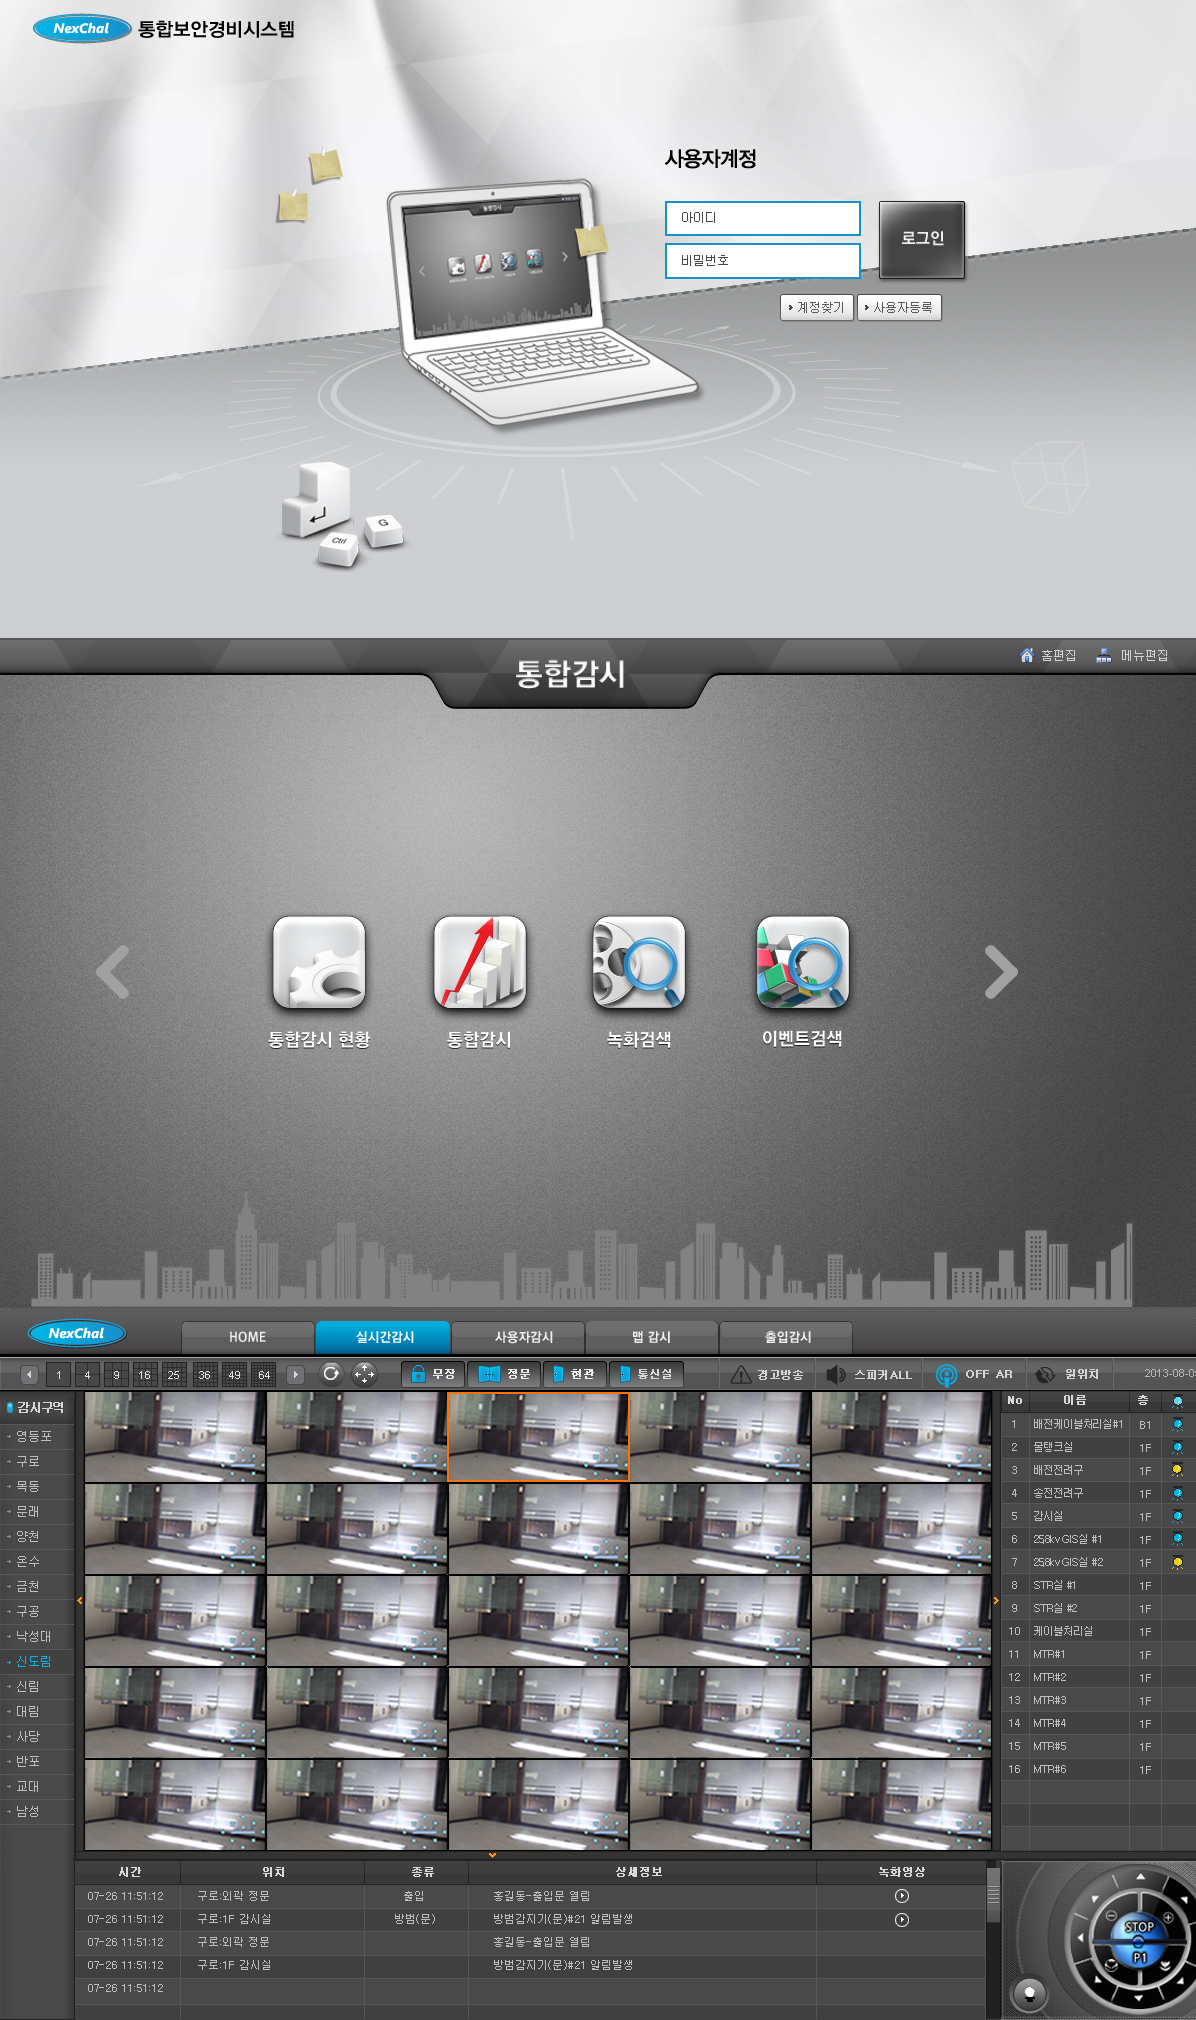 NexChal 통합보안경비시스템
사용자계정
아이디
비밀번호
로그인
계정찾기 사용자등록
통합감시
G
Ctrl
통합감시
홈편집 메뉴편집
통합감시 현황 통합감시 녹화검색 이벤트검색
NexChal HOME 실시간감시 사용자감시 맵 감시 출입감시
1 4 9 16 25 36 49 64 무장 정문 현관 통신실 경고방송 스피커ALL OFF AR 원위치 2013-08-0
감시구역
영등포
구로
목동
문래
양천
온수
금천
구공
낙성대
신도림
신림
대림
사당
반포
교대
남성
No 이름 층
1 배전케이블처리실#1 B1
2 물탱크실 1F
3 배전전력구 1F
4 송전전력구 1F
5 감시실 1F
6 25.8kv GIS실 #1 1F
7 25.8kv GIS실 #2 1F
8 STR실 #1 1F
9 STR실 #2 1F
10 케이블처리실 1F
11 MTR#1 1F
12 MTR#2 1F
13 MTR#3 1F
14 MTR#4 1F
15 MTR#5 1F
16 MTR#6 1F
시간 위치 종류 상세정보 녹화영상
07-26 11:51:12 구로:외곽 정문 출입 홍길동-출입문 열림
07-26 11:51:12 구로:1F 감시실 방범(문) 방범감지기(문)#21 알림발생
07-26 11:51:12 구로:외곽 정문 홍길동-출입문 열림
07-26 11:51:12 구로:1F 감시실 방범감지기(문)#21 알림발생
07-26 11:51:12
STOP
P1